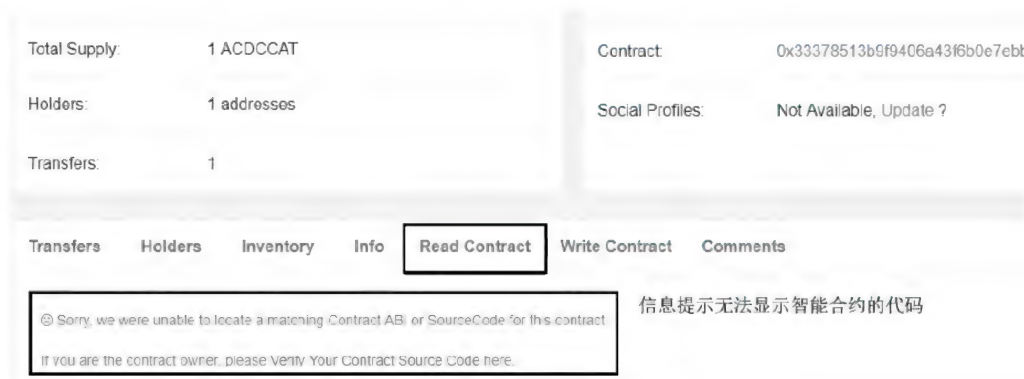 Total Supply: 1 ACDCCAT
Contract: 0x33378513b9f9406a43f6b0e7ebb
Holders: 1 addresses
Social Profiles: Not Available, Update ?
Transfers: 1
Transfers Holders Inventory Info Read Contract Write Contract Comments
☹ Sorry, we were unable to locate a matching Contract ABI or SourceCode for this contract
If you are the contract owner, please Verify Your Contract Source Code here.
信息提示无法显示智能合约的代码